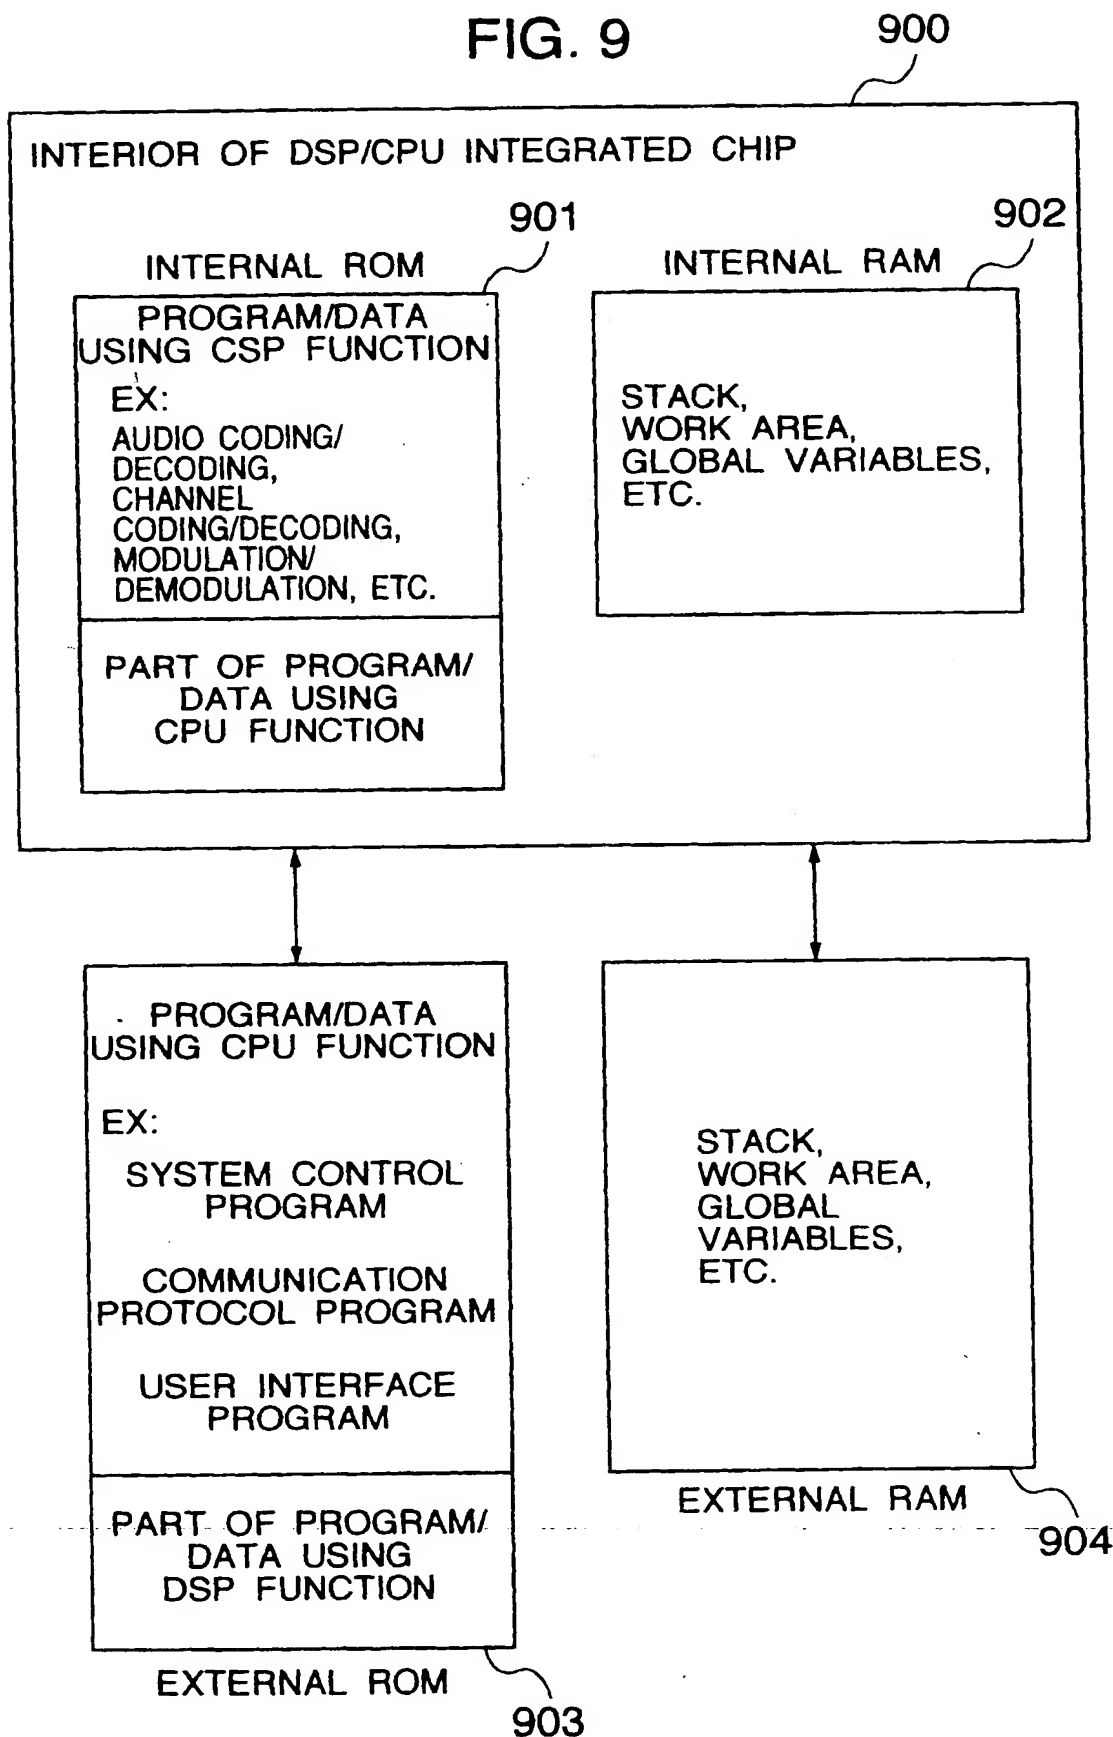 FIG. 9
900
INTERIOR OF DSP/CPU INTEGRATED CHIP
901
INTERNAL ROM
PROGRAM/DATA
USING CSP FUNCTION
EX:
AUDIO CODING/
DECODING,
CHANNEL
CODING/DECODING,
MODULATION/
DEMODULATION, ETC.
PART OF PROGRAM/
DATA USING
CPU FUNCTION
902
INTERNAL RAM
STACK,
WORK AREA,
GLOBAL VARIABLES,
ETC.
PROGRAM/DATA
USING CPU FUNCTION
EX:
SYSTEM CONTROL
PROGRAM
COMMUNICATION
PROTOCOL PROGRAM
USER INTERFACE
PROGRAM
PART OF PROGRAM/
DATA USING
DSP FUNCTION
EXTERNAL ROM
903
STACK,
WORK AREA,
GLOBAL
VARIABLES,
ETC.
EXTERNAL RAM
904